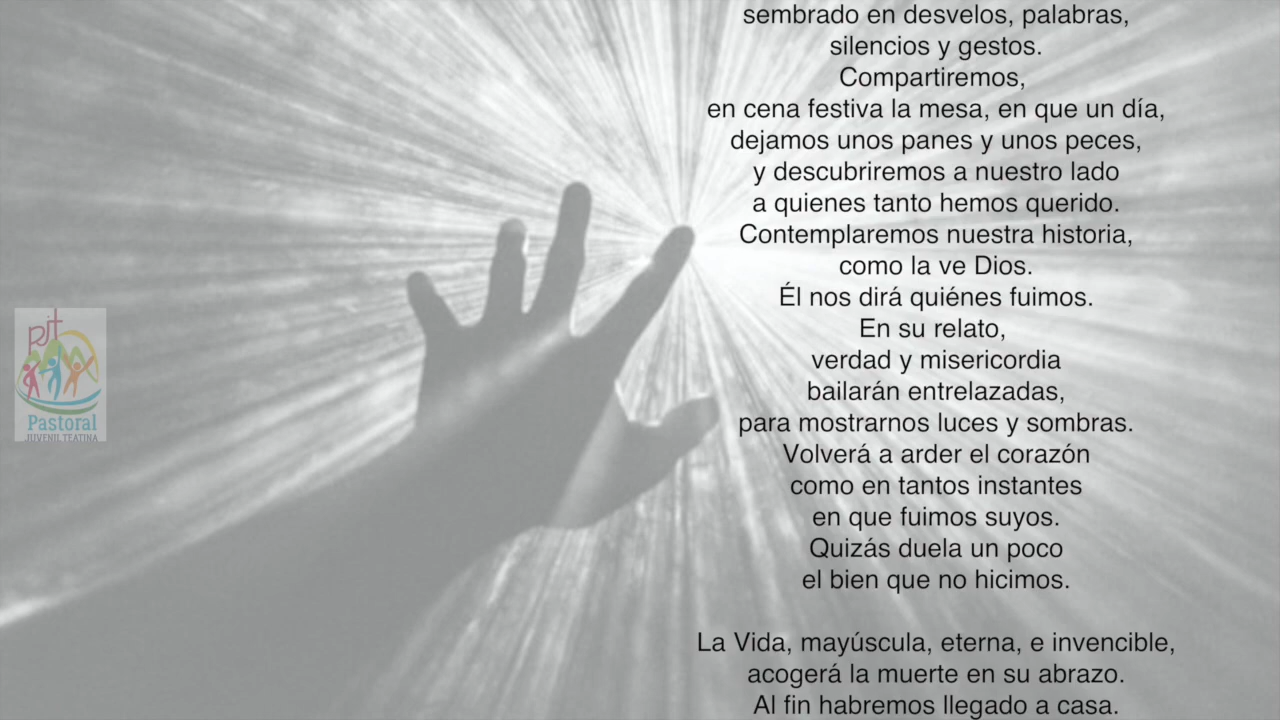 sembrado en desvelos, palabras,
silencios y gestos.
Compartiremos,
en cena festiva la mesa, en que un día,
dejamos unos panes y unos peces,
y descubriremos a nuestro lado
a quienes tanto hemos querido.
Contemplaremos nuestra historia,
como la ve Dios.
Él nos dirá quiénes fuimos.
En su relato,
verdad y misericordia
bailarán entrelazadas,
para mostrarnos luces y sombras.
Volverá a arder el corazón
como en tantos instantes
en que fuimos suyos.
Quizás duela un poco
el bien que no hicimos.
La Vida, mayúscula, eterna, e invencible,
acogerá la muerte en su abrazo.
Al fin habremos llegado a casa.
pjt
Pastoral
JUVENIL TEATINA